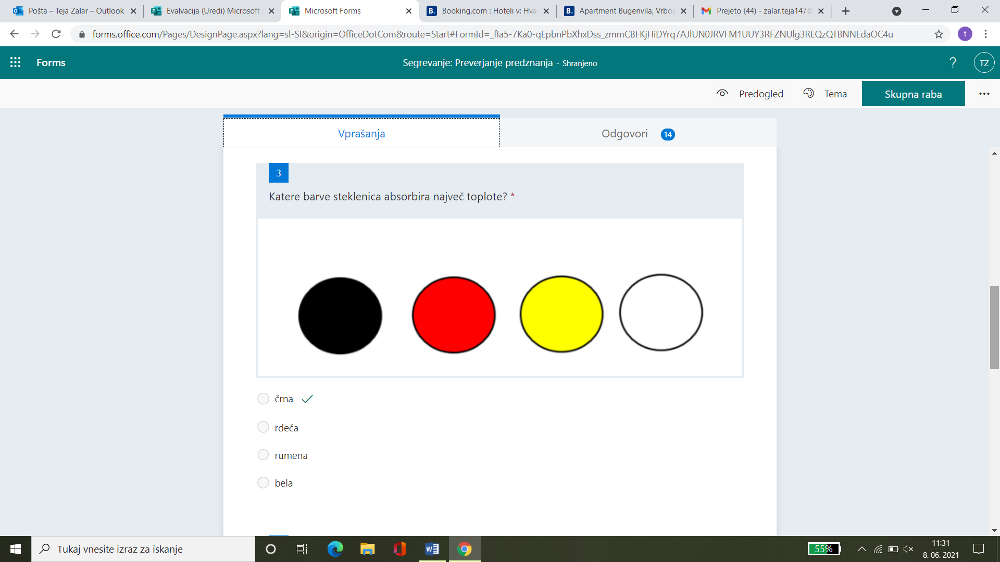 Pošta – Teja Zalar – Outlook
Evalvacija (Uredi) Microsoft
Microsoft Forms
B. Booking.com : Hoteli v: Hva
B. Apartment Bugenvila, Vrbos
Prejeto (44) - zalar.teja147@
forms.office.com/Pages/DesignPage.aspx?lang=sl-SI&origin=OfficeDotCom&route=Start#FormId=_fIa5-7Ka0-qEpbnPbXhxDss_zmmCBFKjHiDYrq7AJlUN0JRVFM1UUY3RFZNUlg3REQzQTBNNEdaOC4u
t
Forms
Segrevanje: Preverjanje predznanja - Shranjeno
?
TZ
Predogled
Tema
Skupna raba
Vprašanja
Odgovori 14
3
Katere barve steklenica absorbira največ toplote? *
črna
rdeča
rumena
bela
Tukaj vnesite izraz za iskanje
55%
11:31
8. 06. 2021